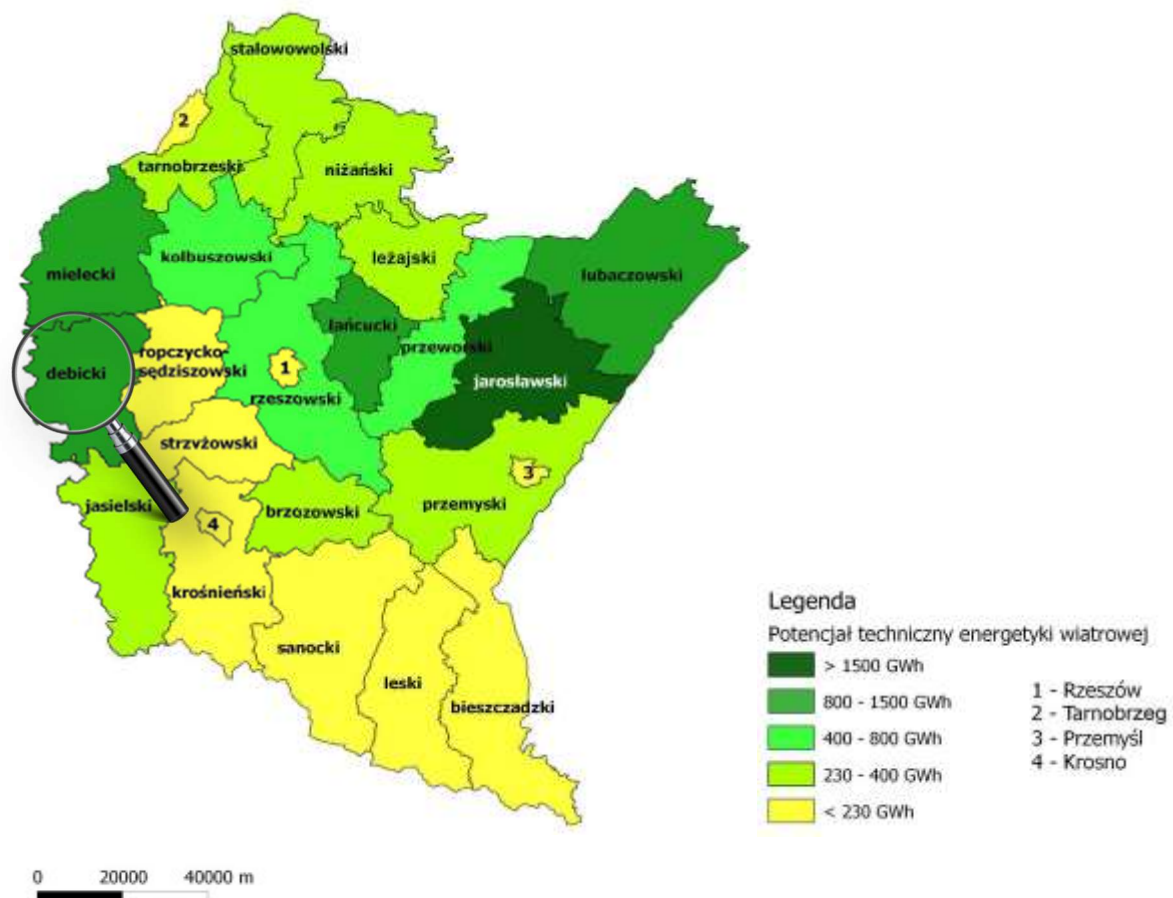 stalowowolski
2
tarnobrzeski
niżański
kolbuszowski
leżajski
mielecki
lubaczowski
łańcucki
ropczycko-
sędziszowski
przeworski
debicki
1
jarosławski
rzeszowski
strzyżowski
3
jasielski
brzozowski
przemyski
4
krośnieński
sanocki
leski
bieszczadzki
Legenda
Potencjał techniczny energetyki wiatrowej
> 1500 GWh
800 - 1500 GWh
400 - 800 GWh
230 - 400 GWh
< 230 GWh
1 - Rzeszów
2 - Tarnobrzeg
3 - Przemyśl
4 - Krosno
0 20000 40000 m